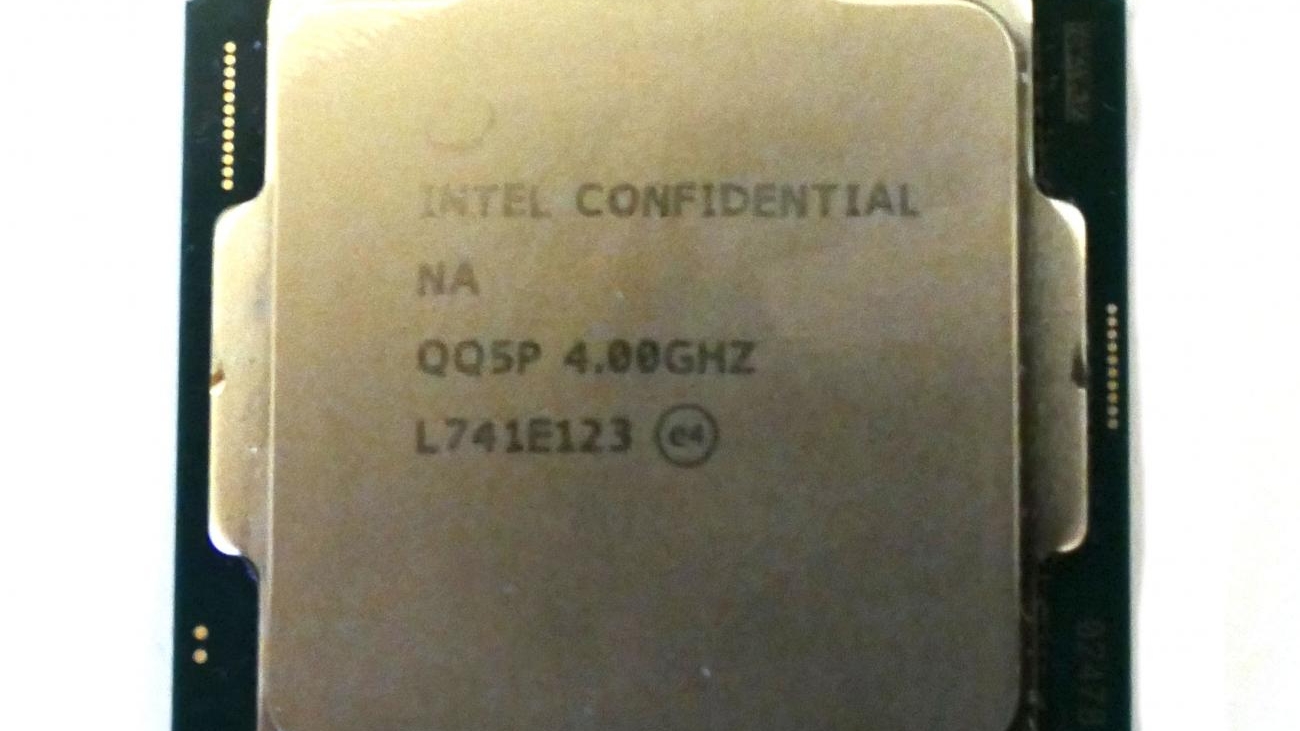 INTEL CONFIDENTIAL
NA
QQ5P 4.00GHZ
L741E123 e4